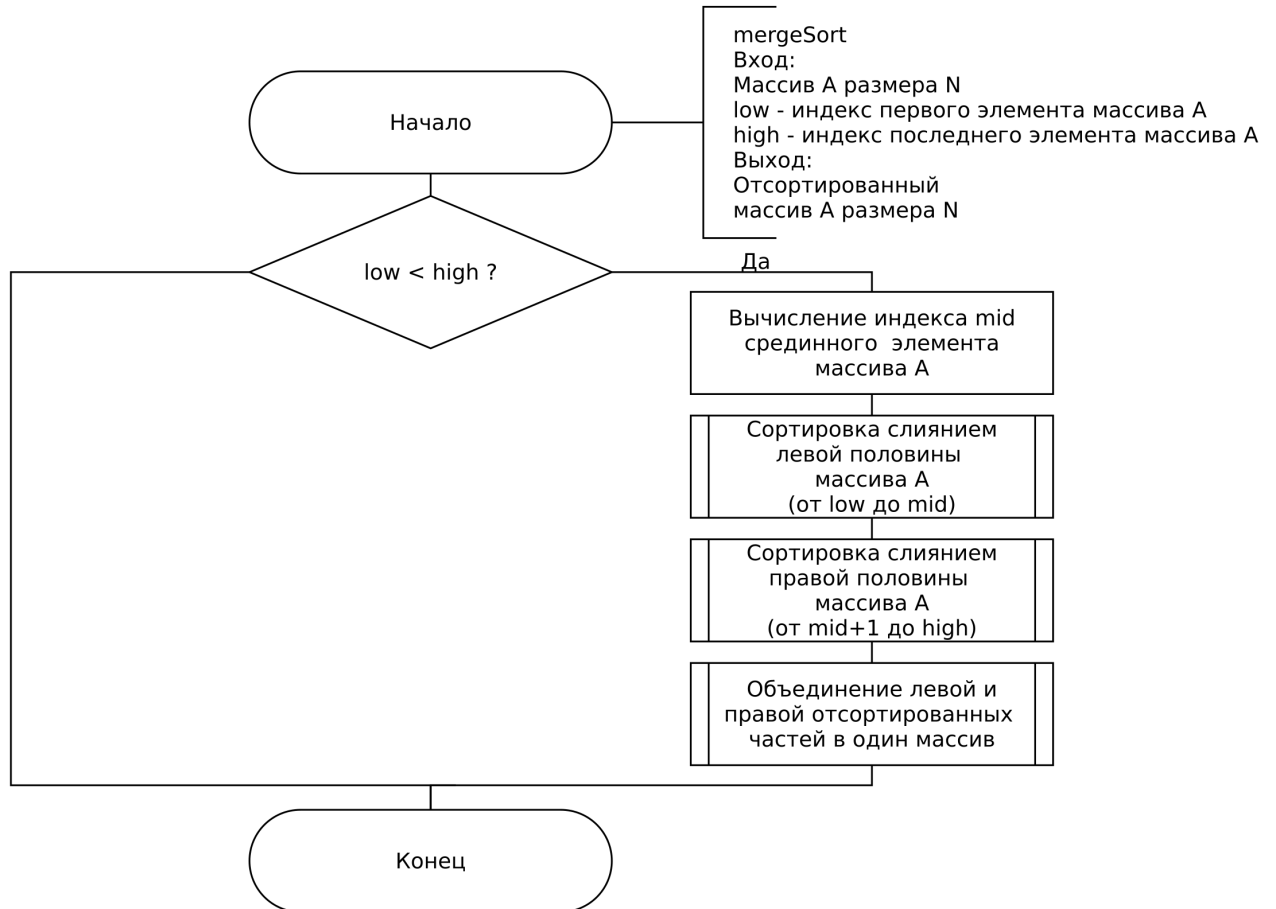 mergeSort
Вход:
Массив A размера N
low - индекс первого элемента массива A
high - индекс последнего элемента массива A
Выход:
Отсортированный
массив A размера N
Начало
low < high ?
Да
Вычисление индекса mid
срединного  элемента
массива A
Сортировка слиянием
левой половины
массива A
(от low до mid)
Сортировка слиянием
правой половины
массива A
(от mid+1 до high)
Объединение левой и
правой отсортированных
частей в один массив
Конец